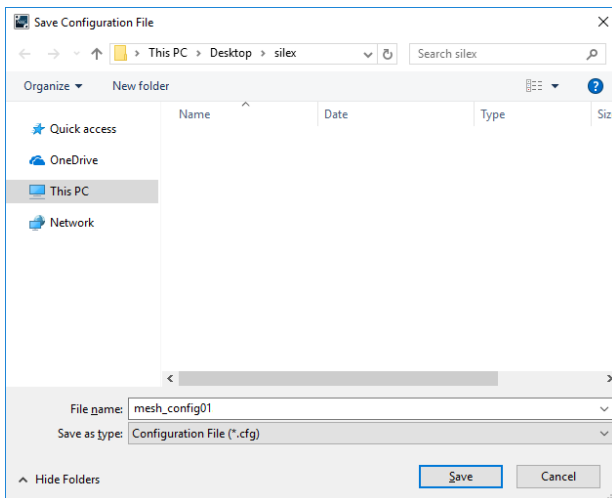 Save Configuration File
This PC > Desktop > silex
Search silex
Organize
New folder
Name
Date
Type
Siz
Quick access
OneDrive
This PC
Network
File name: mesh_config01
Save as type: Configuration File (*.cfg)
Hide Folders
Save
Cancel